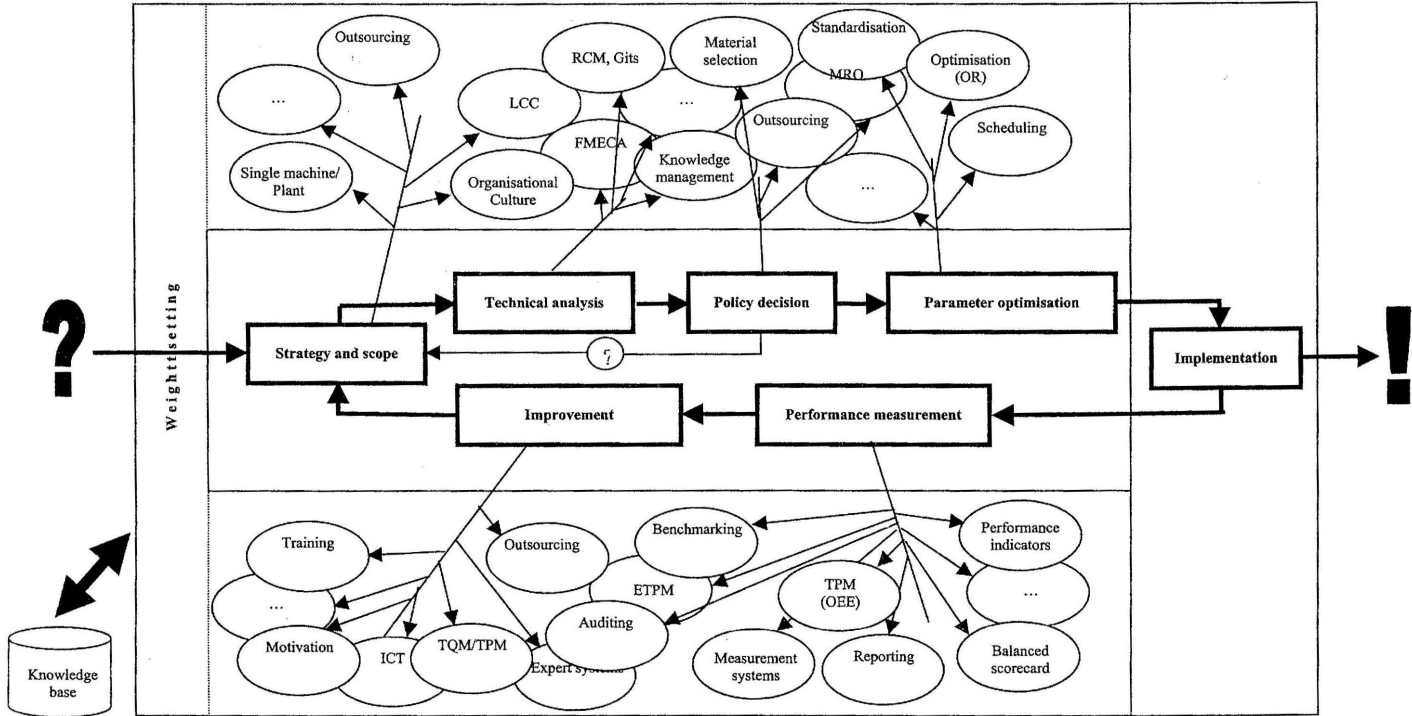 Outsourcing
...
Single machine/
Plant
LCC
Organisational
Culture
RCM, Gits
...
FMECA
Knowledge
management
Material
selection
Outsourcing
Standardisation
MRO
Optimisation
(OR)
Scheduling
...
Weightt setting
?
Strategy and scope
Technical analysis
Policy decision
Parameter optimisation
Implementation
!
?
Improvement
Performance measurement
Training
...
Motivation
ICT
TQM/TPM
Outsourcing
Expert systems
Benchmarking
ETPM
Auditing
TPM
(OEE)
Measurement
systems
Reporting
Performance
indicators
...
Balanced
scorecard
Knowledge
base